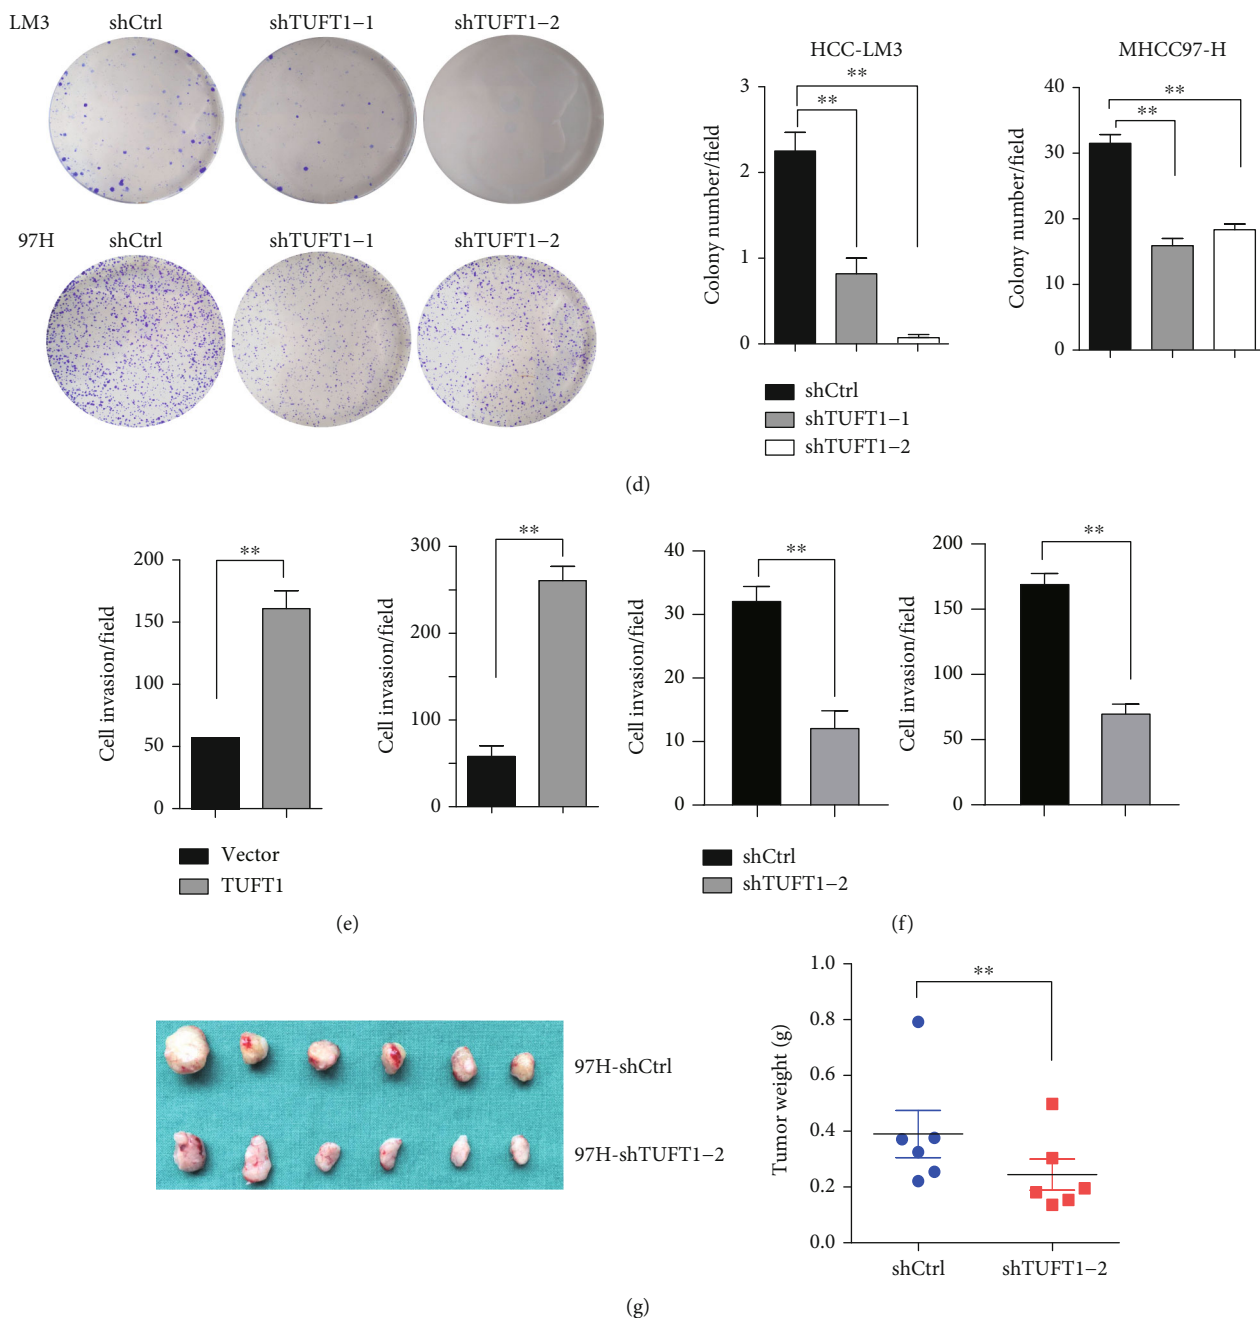 LM3
shCtrl
shTUFT1-1
shTUFT1-2
97H
shCtrl
shTUFT1-1
shTUFT1-2
HCC-LM3
**
**
3
2
1
0
Colony number/field
MHCC97-H
**
**
40
30
20
10
0
Colony number/field
shCtrl
shTUFT1-1
shTUFT1-2
(d)
**
200
150
100
50
0
Cell invasion/field
**
300
200
100
0
Cell invasion/field
Vector
TUFT1
(e)
**
40
30
20
10
0
Cell invasion/field
**
200
150
100
50
0
Cell invasion/field
shCtrl
shTUFT1-2
(f)
97H-shCtrl
97H-shTUFT1-2
**
1.0
0.8
0.6
0.4
0.2
0.0
Tumor weight (g)
shCtrl
shTUFT1-2
(g)